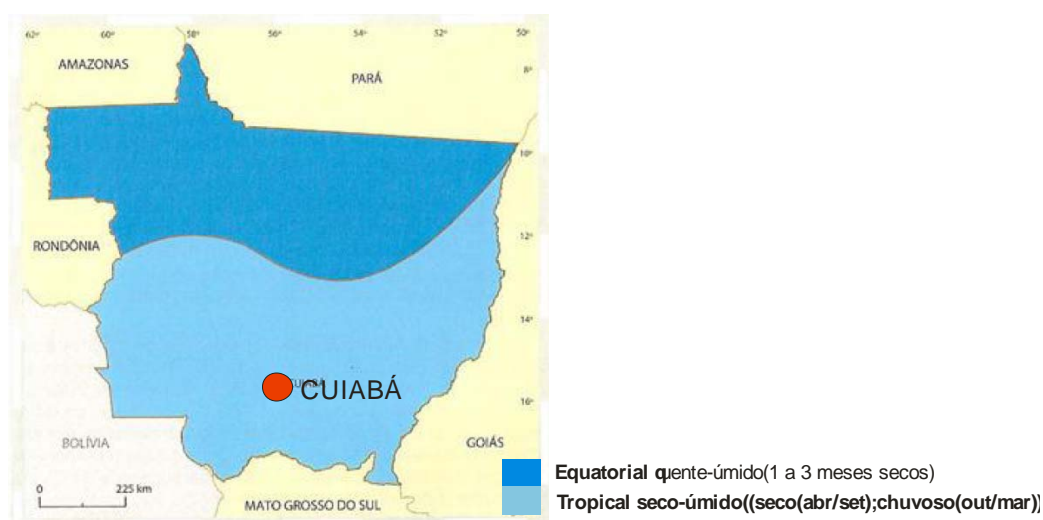 62° 60° 58° 56° 54° 52° 50°
AMAZONAS
PARÁ
8°
10°
RONDÔNIA
12°
14°
CUIABÁ
CUIABÁ
16°
BOLÍVIA
GOIÁS
0 225 km
MATO GROSSO DO SUL
Equatorial quente-úmido(1 a 3 meses secos)
Tropical seco-úmido((seco(abr/set);chuvoso(out/mar))